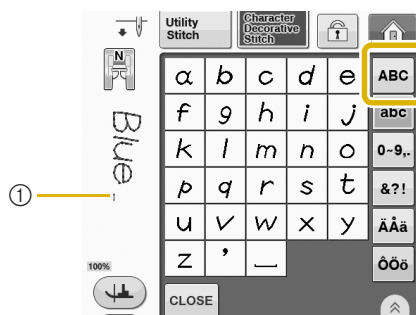 Utility
Stitch
Character
Decorative
Stitch
N
a b c d e
ABC
f g h i j
abc
k l m n o
0~9,.
p q r s t
&?!
u v w x y
ÄÅä
z ’ _
ÔÖö
Blue
①
100%
CLOSE